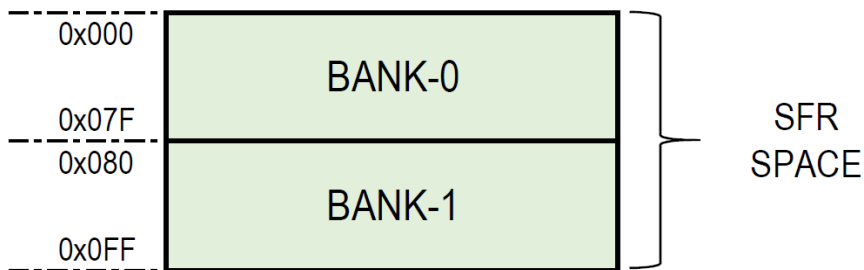 0x000
BANK-0
0x07F
0x080
BANK-1
0x0FF
SFR
SPACE